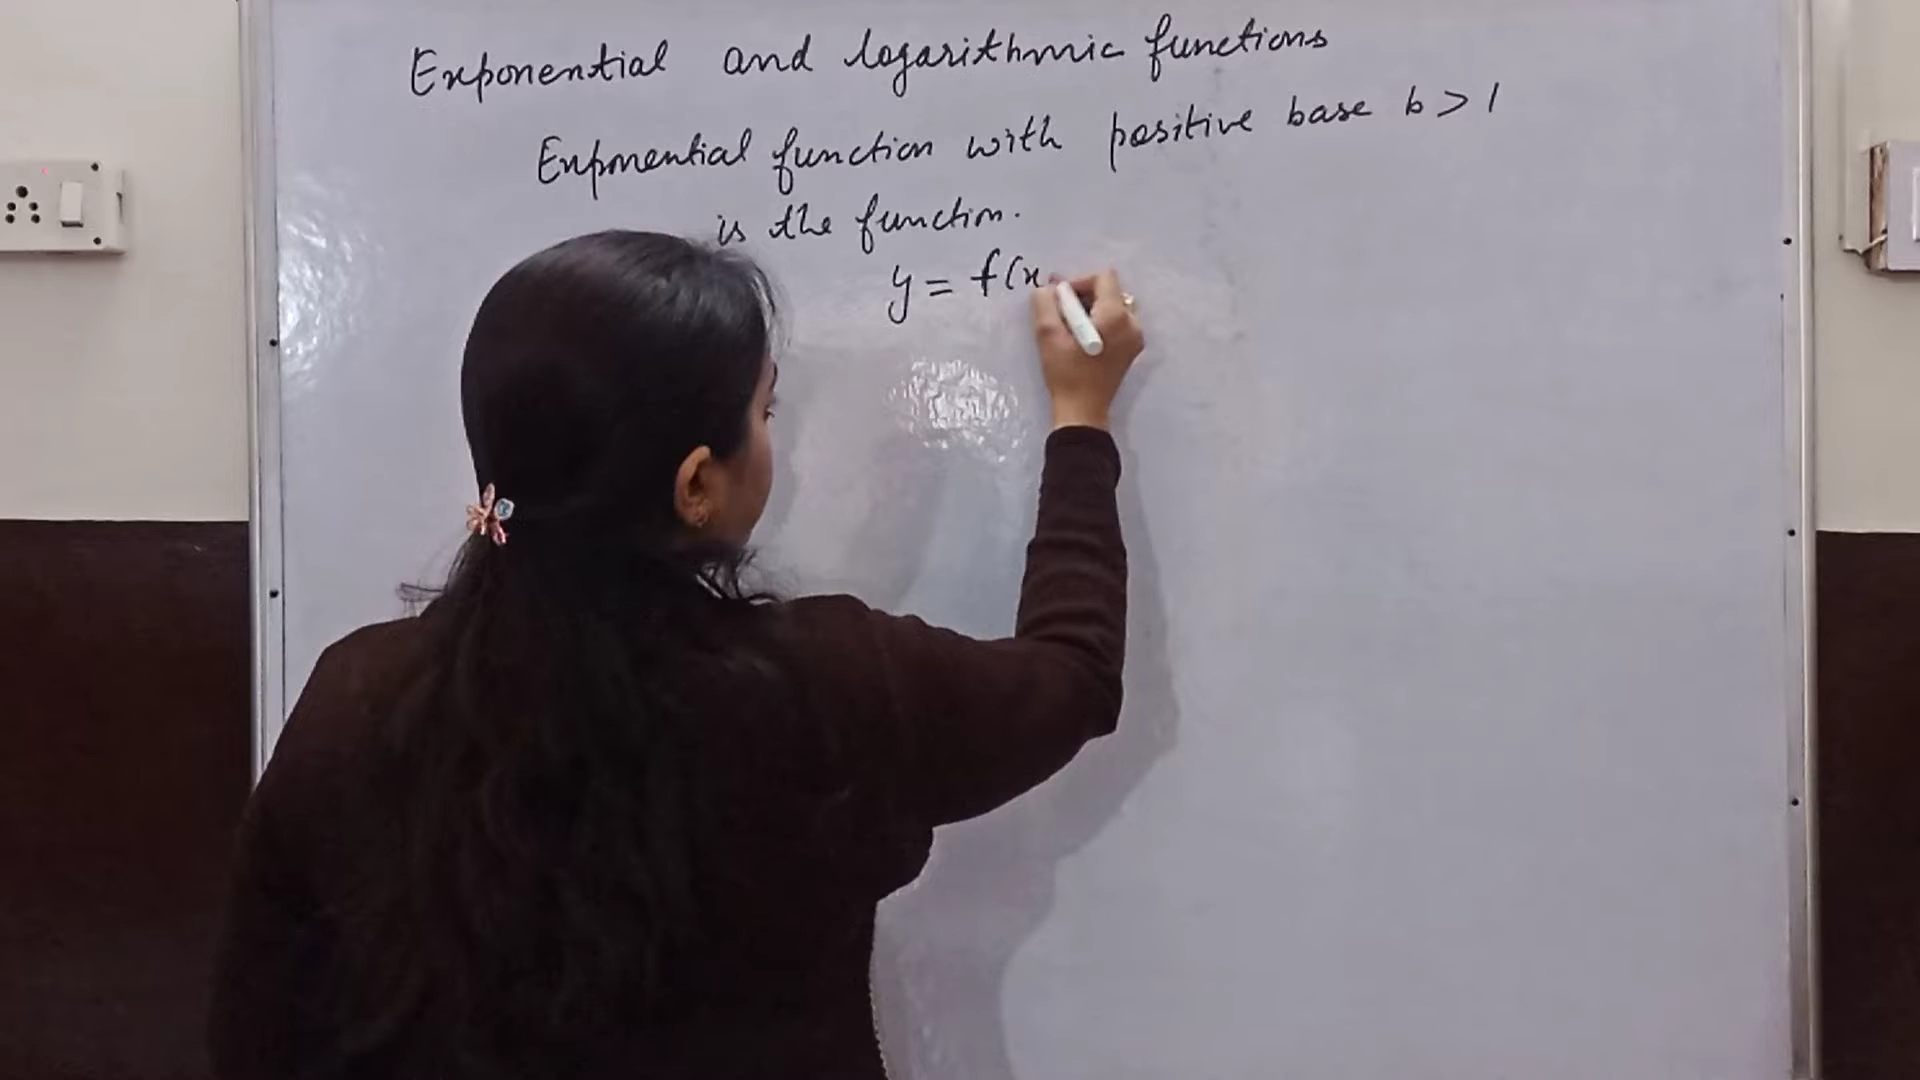 Exponential and logarithmic functions
Exponential function with positive base b > 1
is the function.
y = f(x